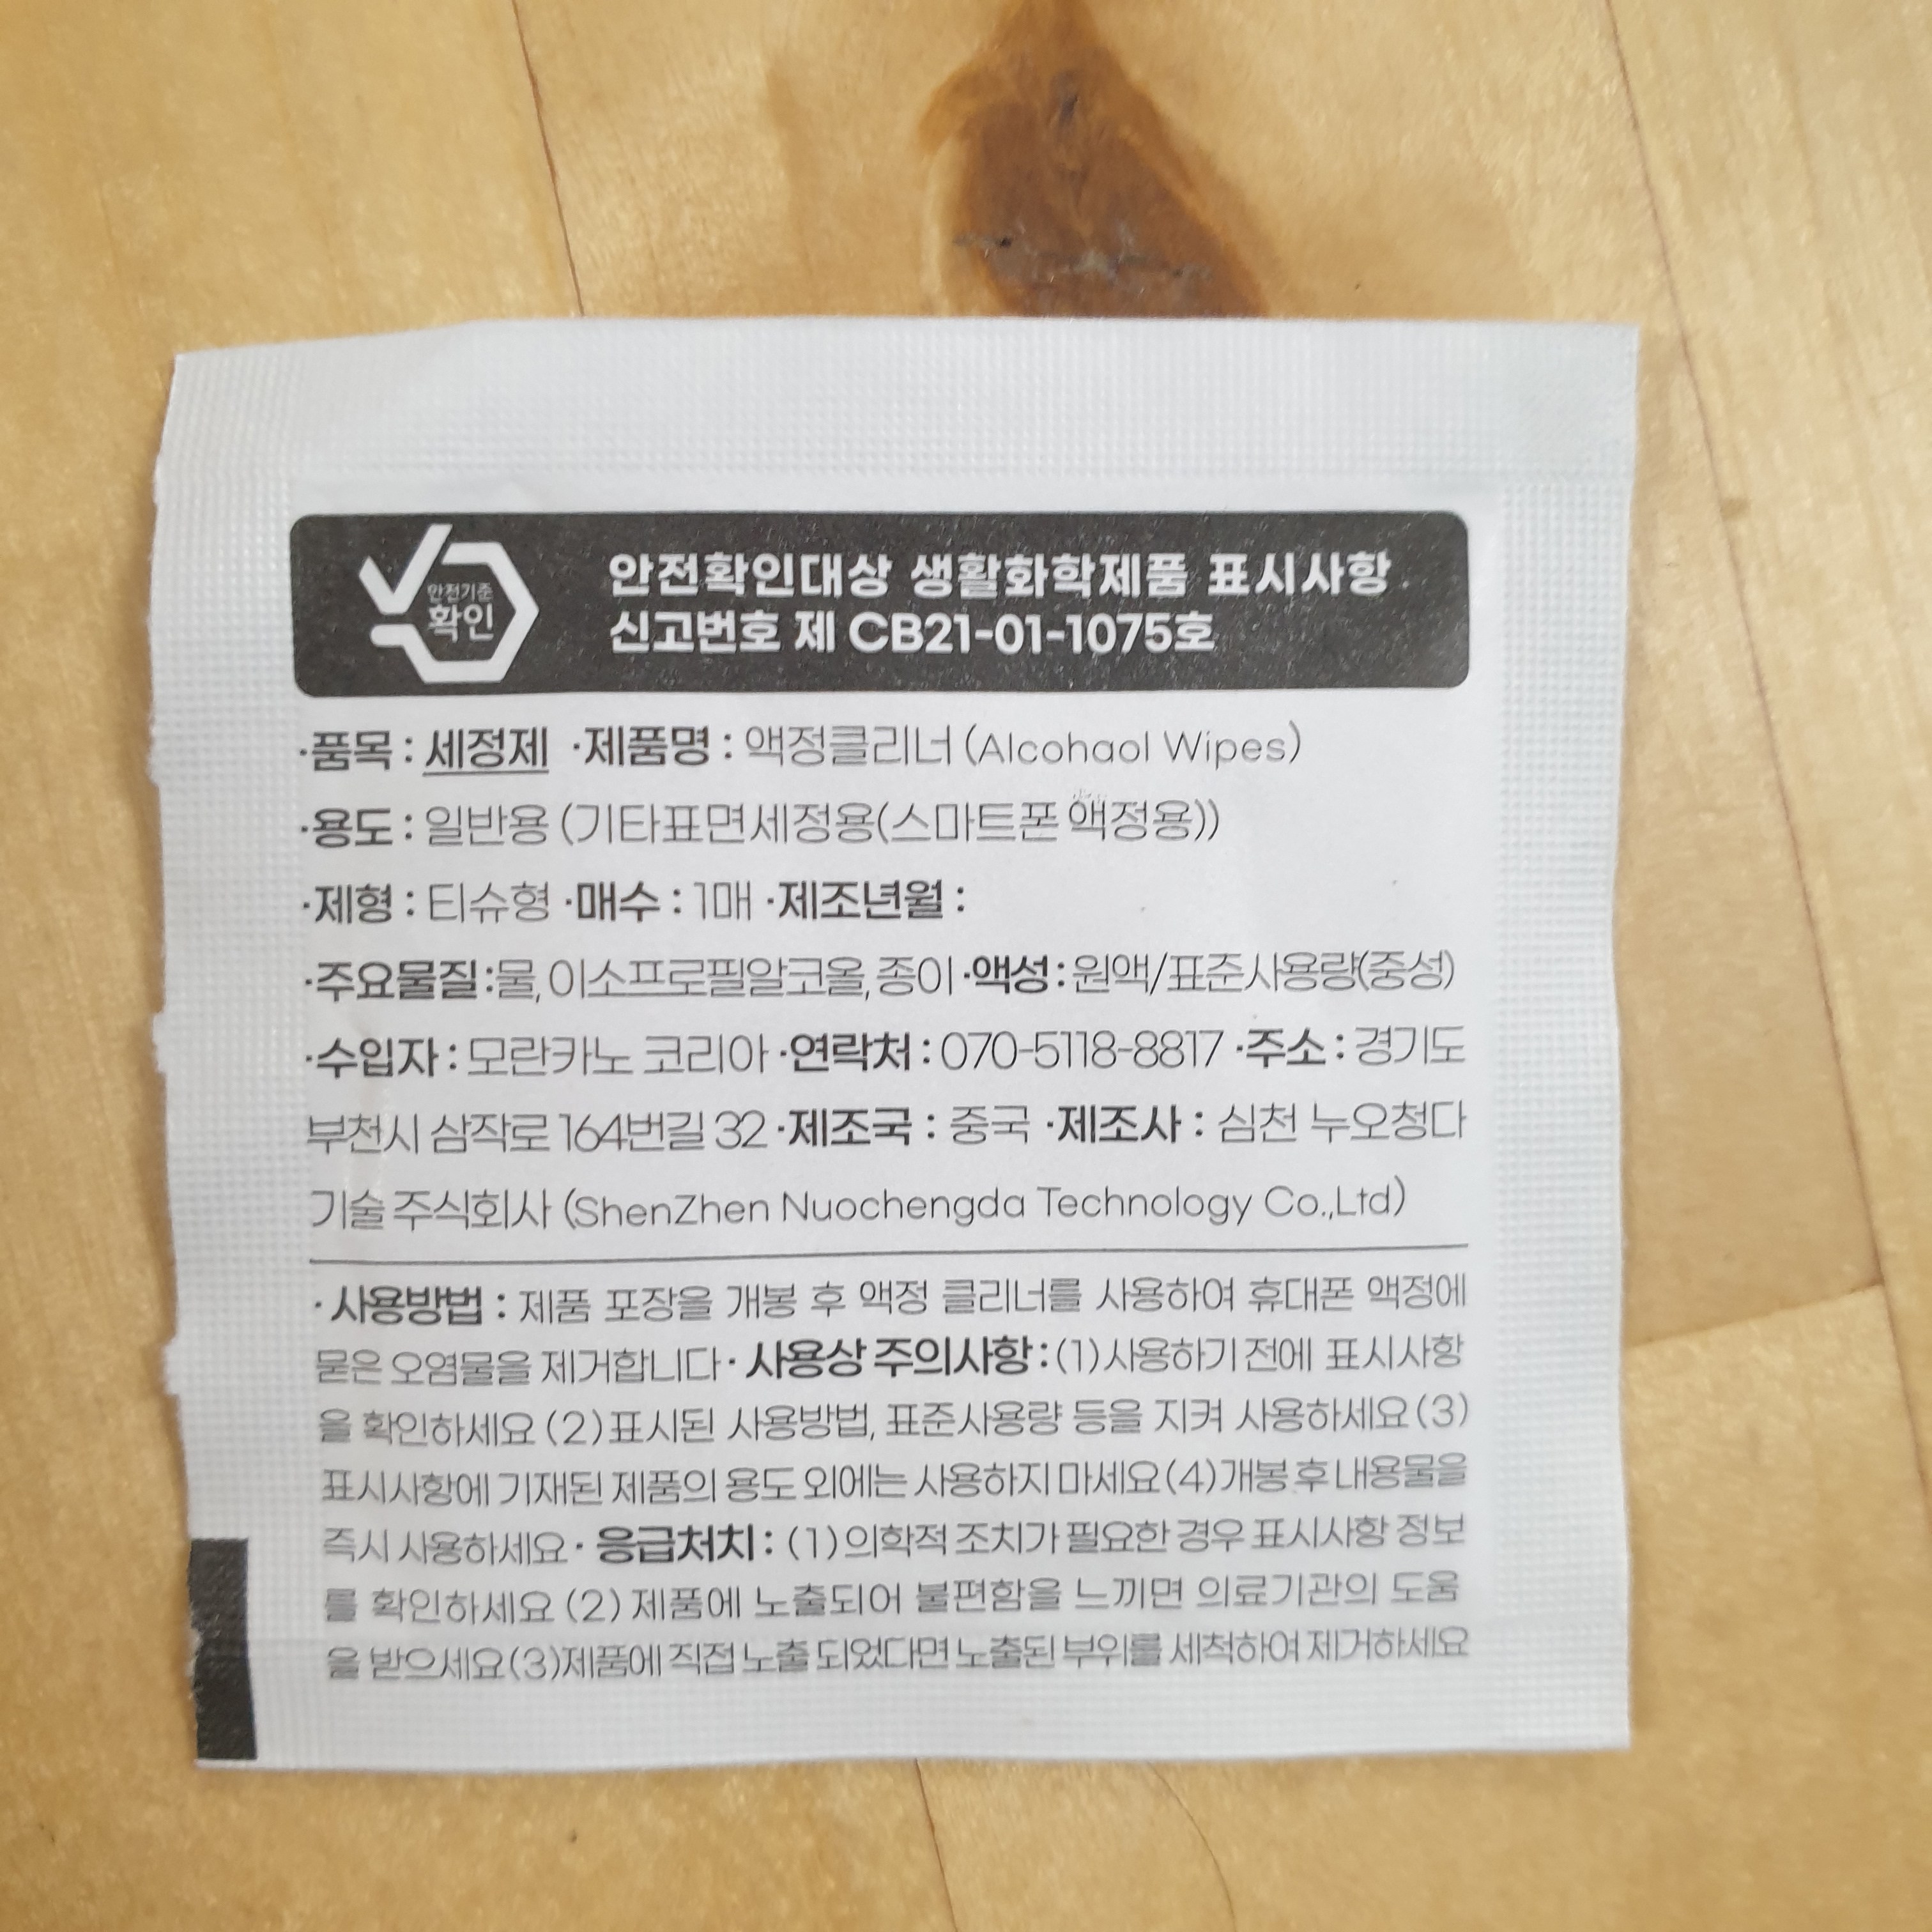 안전기준
확인
안전확인대상 생활화학제품 표시사항
신고번호 제 CB21-01-1075호
·품목 : 세정제 ·제품명 : 액정클리너 (Alcohaol Wipes)
·용도 : 일반용 (기타표면세정용(스마트폰 액정용))
·제형 : 티슈형 ·매수 : 1매 ·제조년월 :
·주요물질 : 물, 이소프로필알코올, 종이 ·액성 : 원액/표준사용량(중성)
·수입자 : 모란카노 코리아 ·연락처 : 070-5118-8817 ·주소 : 경기도
부천시 삼작로 164번길 32 ·제조국 : 중국 ·제조사 : 심천 누오청다
기술 주식회사 (ShenZhen Nuochengda Technology Co.,Ltd)
· 사용방법 : 제품 포장을 개봉 후 액정 클리너를 사용하여 휴대폰 액정에
묻은 오염물을 제거합니다 · 사용상 주의사항 : (1)사용하기 전에 표시사항
을 확인하세요 (2) 표시된 사용방법, 표준사용량 등을 지켜 사용하세요 (3)
표시사항에 기재된 제품의 용도 외에는 사용하지 마세요 (4) 개봉 후 내용물을
즉시 사용하세요 · 응급처치 : (1) 의학적 조치가 필요한 경우 표시사항 정보
를 확인하세요 (2) 제품에 노출되어 불편함을 느끼면 의료기관의 도움
을 받으세요 (3)제품에 직접 노출 되었다면 노출된 부위를 세척하여 제거하세요